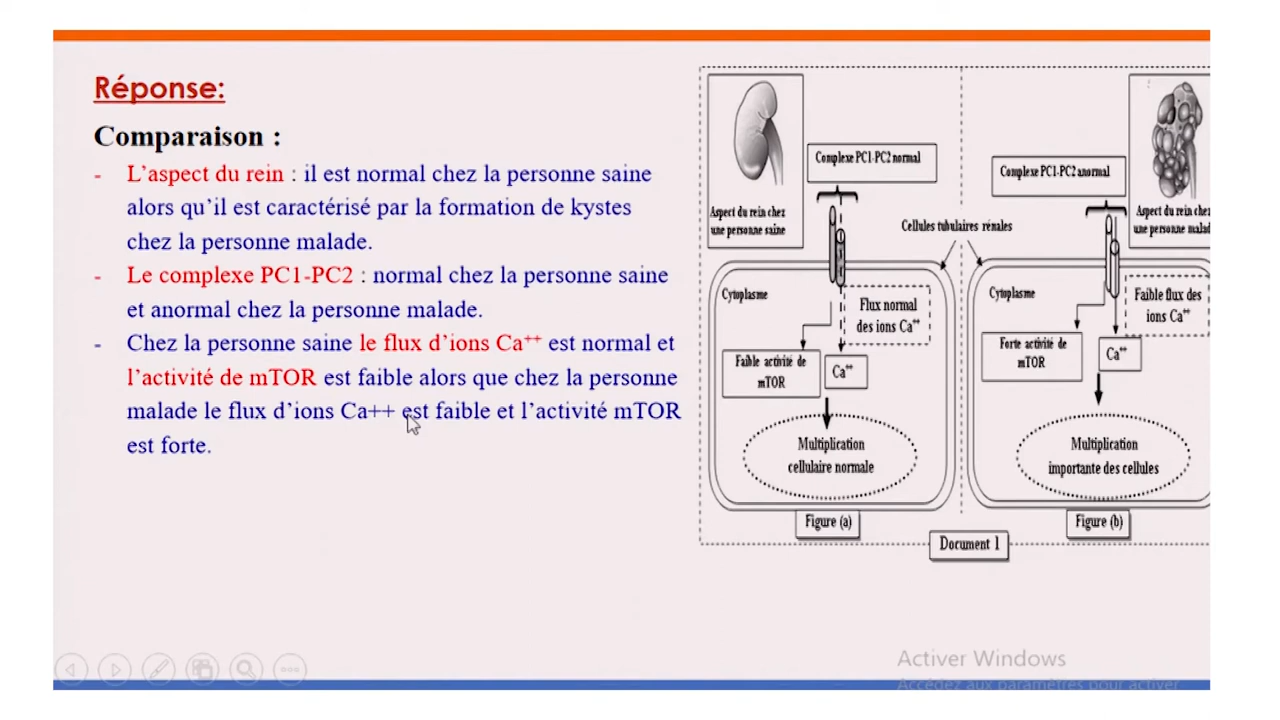 Réponse:
Comparaison :
- L'aspect du rein : il est normal chez la personne saine
alors qu'il est caractérisé par la formation de kystes
chez la personne malade.
- Le complexe PC1-PC2 : normal chez la personne saine
et anormal chez la personne malade.
- Chez la personne saine le flux d'ions Ca⁺⁺ est normal et
l'activité de mTOR est faible alors que chez la personne
malade le flux d'ions Ca++ est faible et l'activité mTOR
est forte.
Aspect du rein chez
une personne saine
Complexe PC1-PC2 normal
Cellules tubulaires rénales
Complexe PC1-PC2 anormal
Aspect du rein chez
une personne malad
Cytoplasme
Flux normal
des ions Ca⁺⁺
Faible activité de
mTOR
Ca⁺⁺
Multiplication
cellulaire normale
Figure (a)
Cytoplasme
Faible flux des
ions Ca⁺⁺
Forte activité de
mTOR
Ca⁺⁺
Multiplication
importante des cellules
Figure (b)
Document 1
Activer Windows
Accédez aux paramètres pour activer